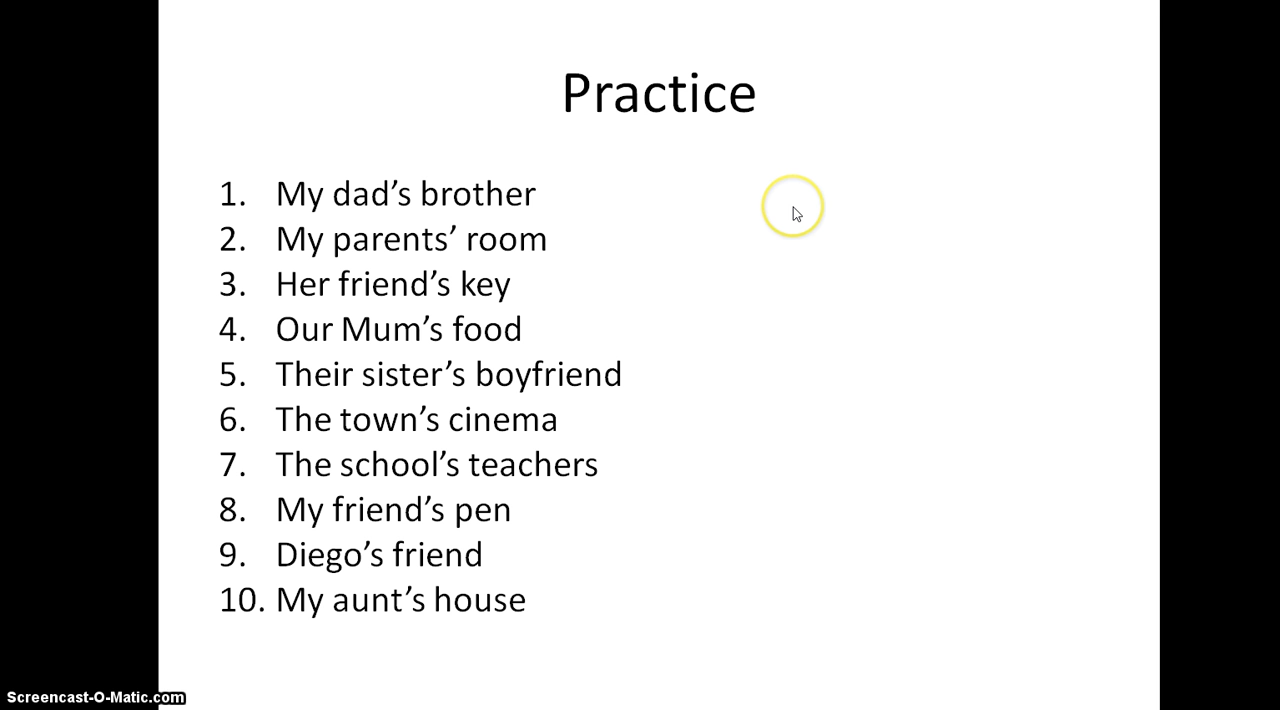 Practice
1. My dad’s brother
2. My parents’ room
3. Her friend’s key
4. Our Mum’s food
5. Their sister’s boyfriend
6. The town’s cinema
7. The school’s teachers
8. My friend’s pen
9. Diego’s friend
10. My aunt’s house
Screencast-O-Matic.com